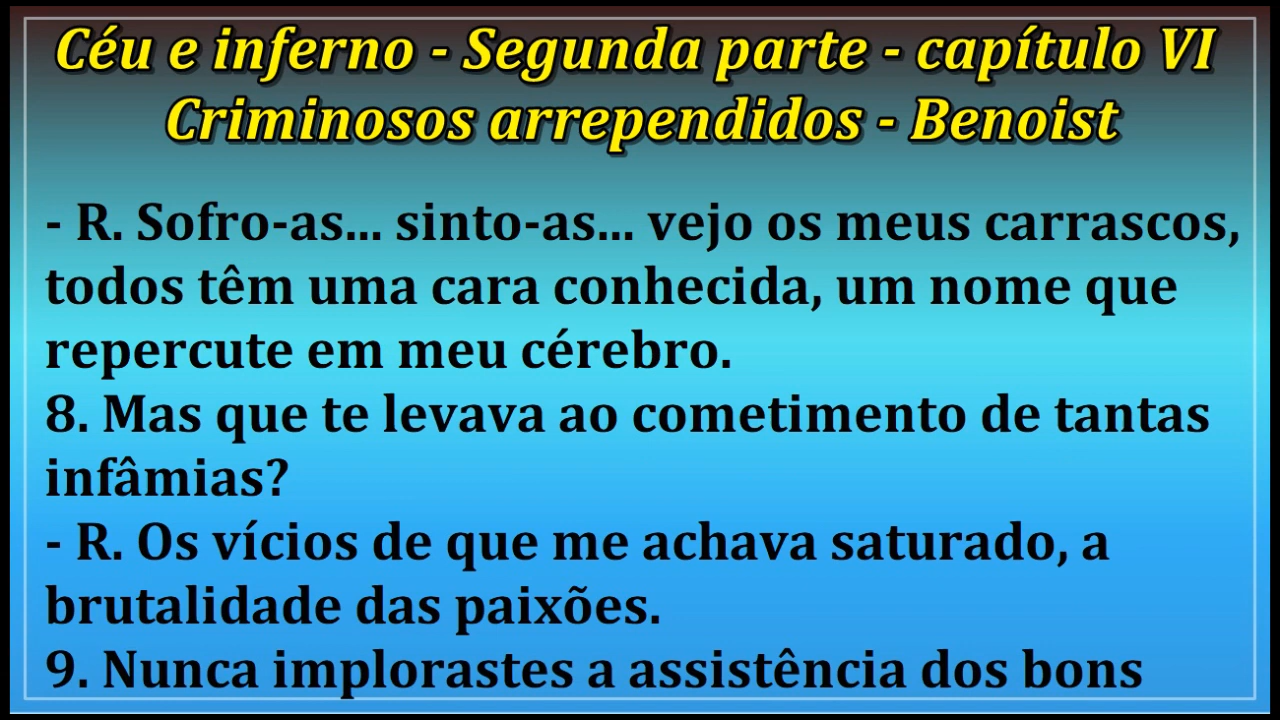 Céu e inferno - Segunda parte - capítulo VI
Criminosos arrependidos - Benoist
- R. Sofro-as... sinto-as... vejo os meus carrascos,
todos têm uma cara conhecida, um nome que
repercute em meu cérebro.
8. Mas que te levava ao cometimento de tantas
infâmias?
- R. Os vícios de que me achava saturado, a
brutalidade das paixões.
9. Nunca implorastes a assistência dos bons